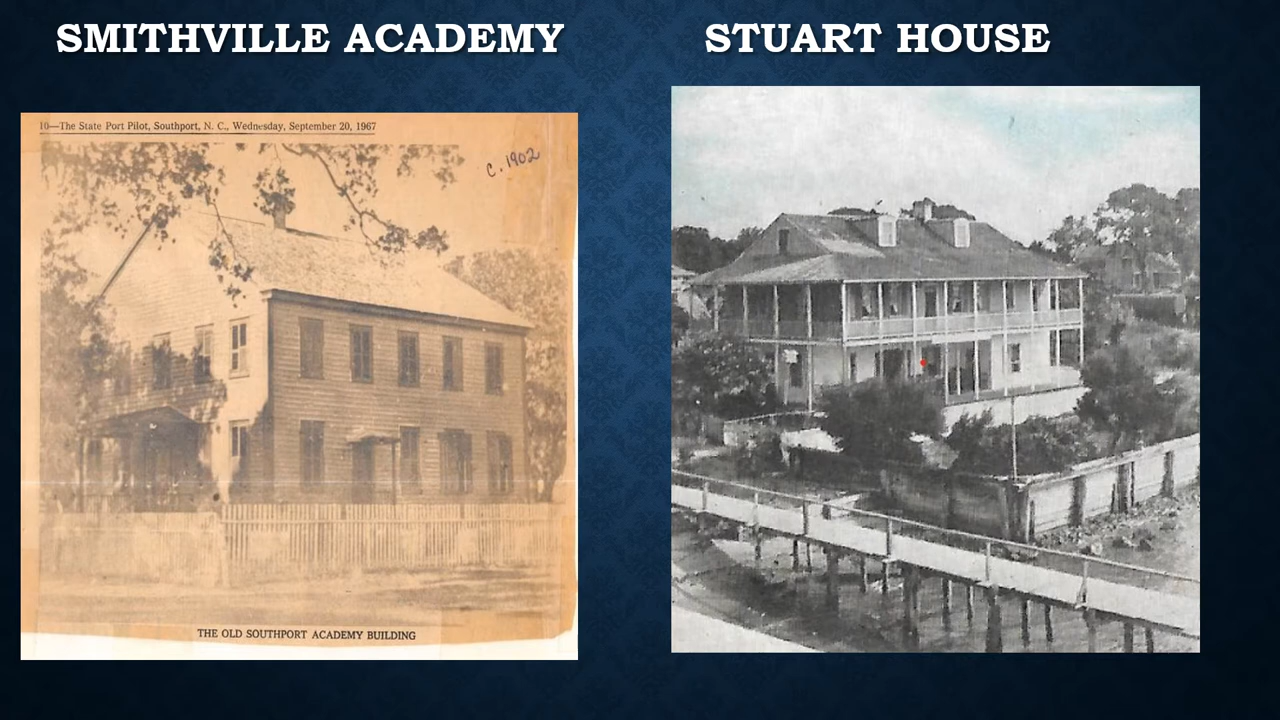 SMITHVILLE ACADEMY
STUART HOUSE
10—The State Port Pilot, Southport, N. C., Wednesday, September 20, 1967
C. 1902
THE OLD SOUTHPORT ACADEMY BUILDING